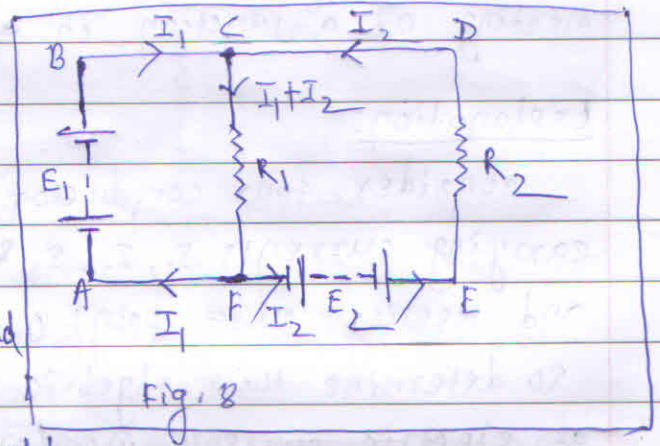 I₁ C I₂ D
B
I₁+I₂
E₁ R₁ R₂
A F I₂ E₂ E
I₁
d
Fig. 8